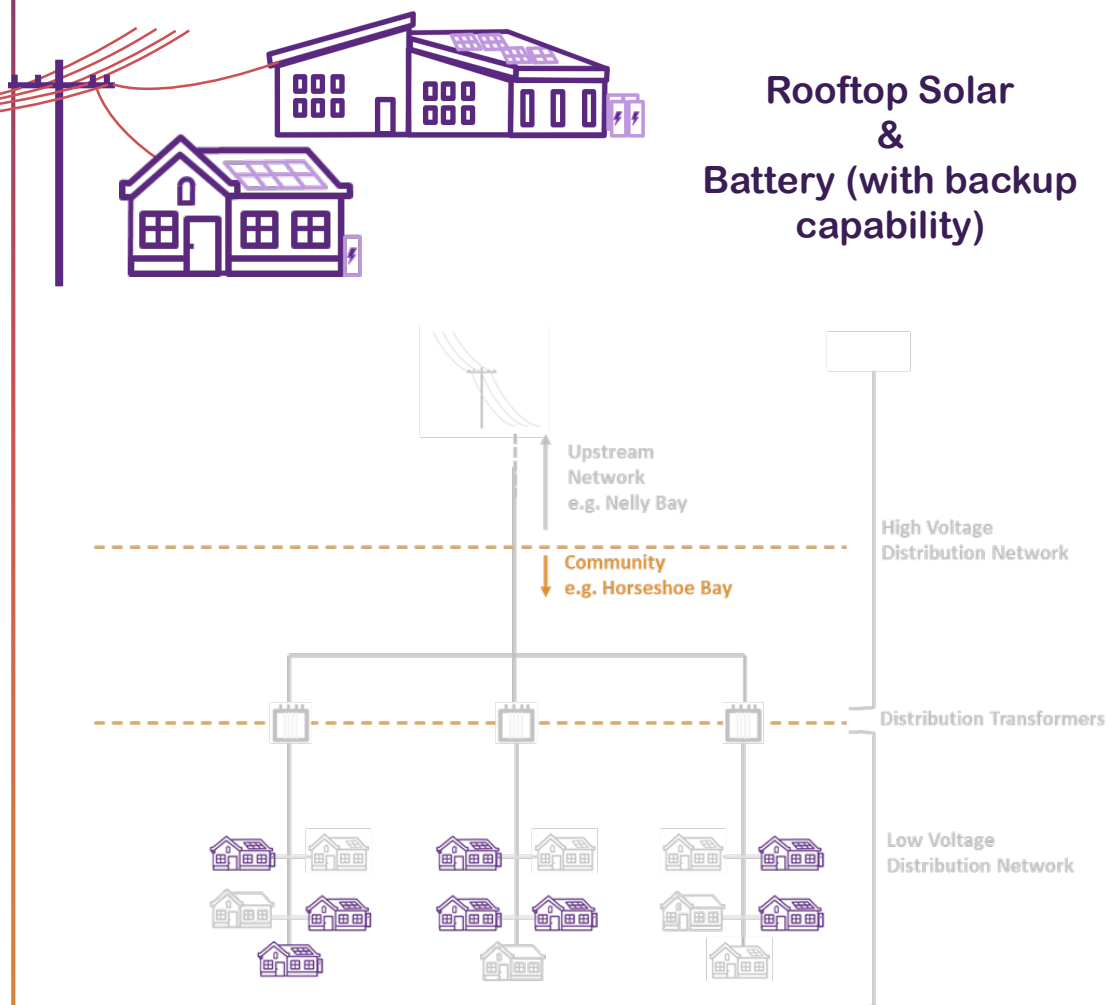 Rooftop Solar
&
Battery (with backup
capability)
Upstream
Network
e.g. Nelly Bay
High Voltage
Distribution Network
Community
e.g. Horseshoe Bay
Distribution Transformers
Low Voltage
Distribution Network